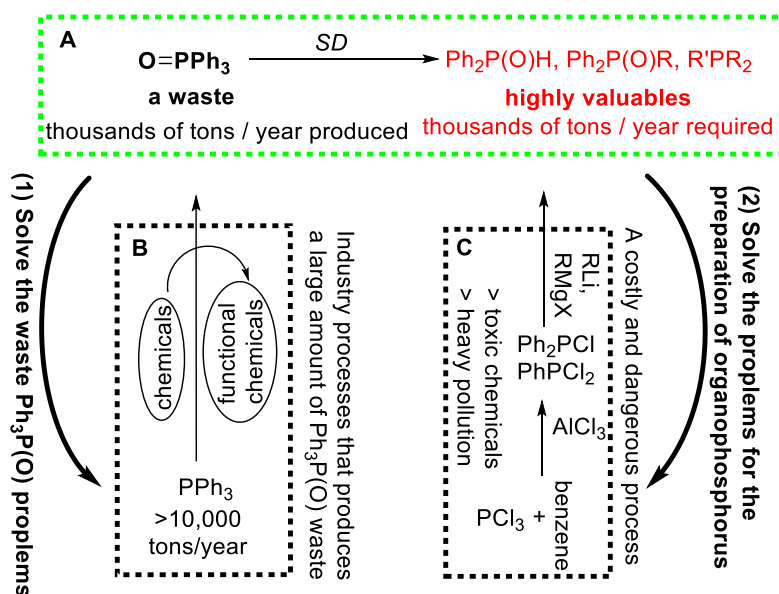 A
O=PPh3
SD
Ph2P(O)H, Ph2P(O)R, R'PR2
a waste
highly valuables
thousands of tons / year produced
thousands of tons / year required
(1) Solve the waste Ph3P(O) proplems
B
chemicals
functional
chemicals
PPh3
>10,000
tons/year
Industry processes that produces
a large amount of Ph3P(O) waste
C
RLi,
RMgX
> toxic chemicals
> heavy pollution
Ph2PCl
PhPCl2
AlCl3
PCl3 +
benzene
A costly and dangerous process
(2) Solve the proplems for the
preparation of organophosphorus